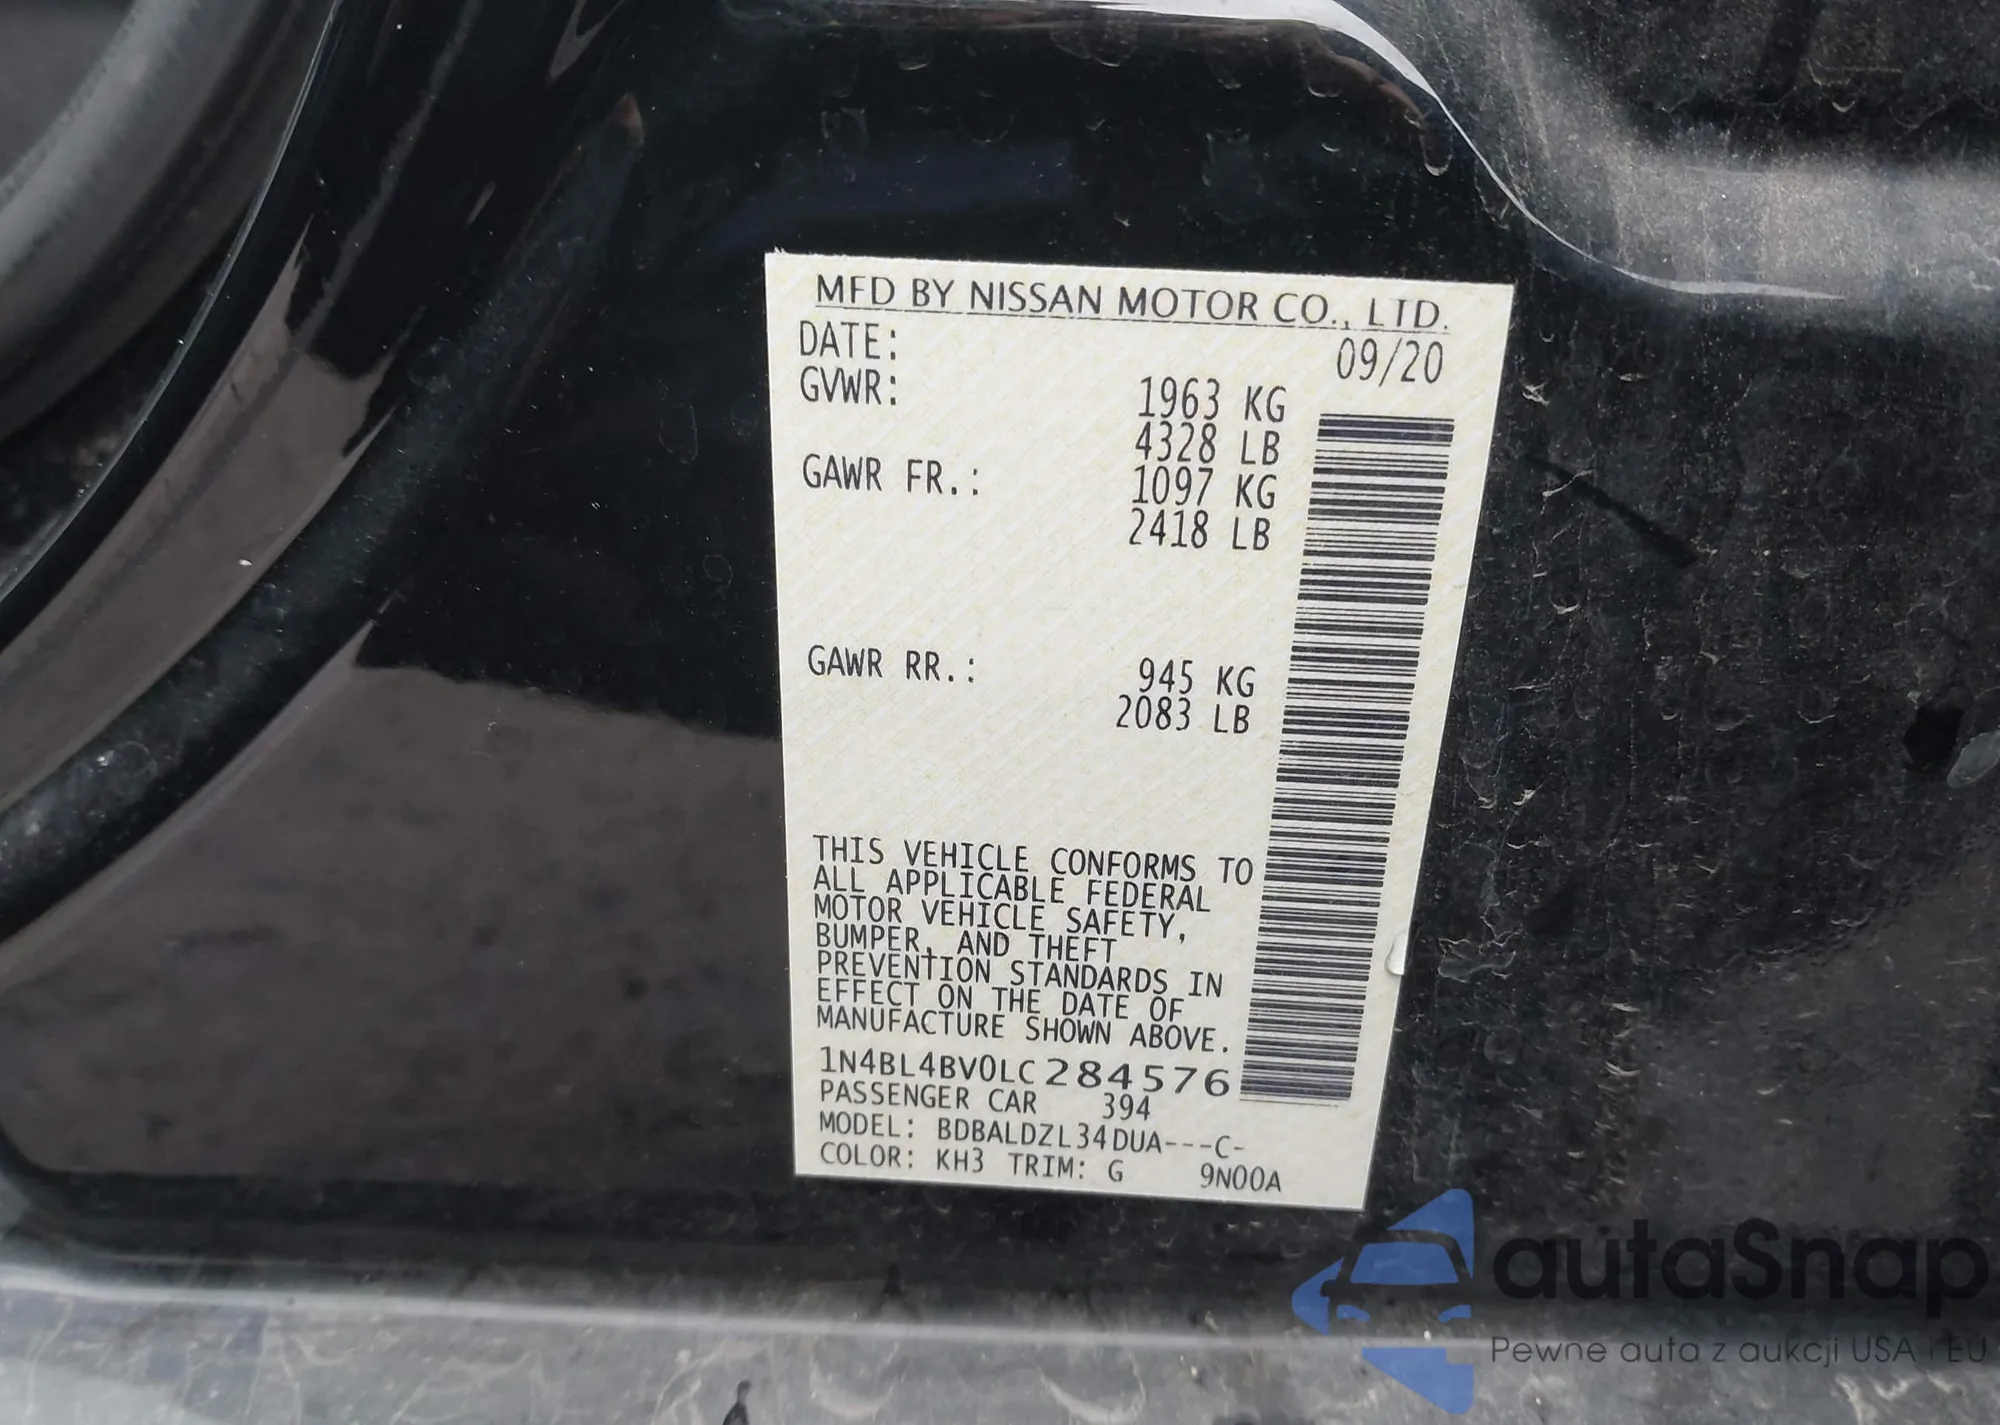 MFD BY NISSAN MOTOR CO., LTD.
DATE: 09/20
GVWR: 1963 KG
4328 LB
GAWR FR.: 1097 KG
2418 LB
GAWR RR.: 945 KG
2083 LB
THIS VEHICLE CONFORMS TO
ALL APPLICABLE FEDERAL
MOTOR VEHICLE SAFETY,
BUMPER, AND THEFT
PREVENTION STANDARDS IN
EFFECT ON THE DATE OF
MANUFACTURE SHOWN ABOVE.
1N4BL4BV0LC284576
PASSENGER CAR 394
MODEL: BDBALDZL34DUA---C-
COLOR: KH3 TRIM: G 9N00A
autaSnap
Pewne auta z aukcji USA i EU